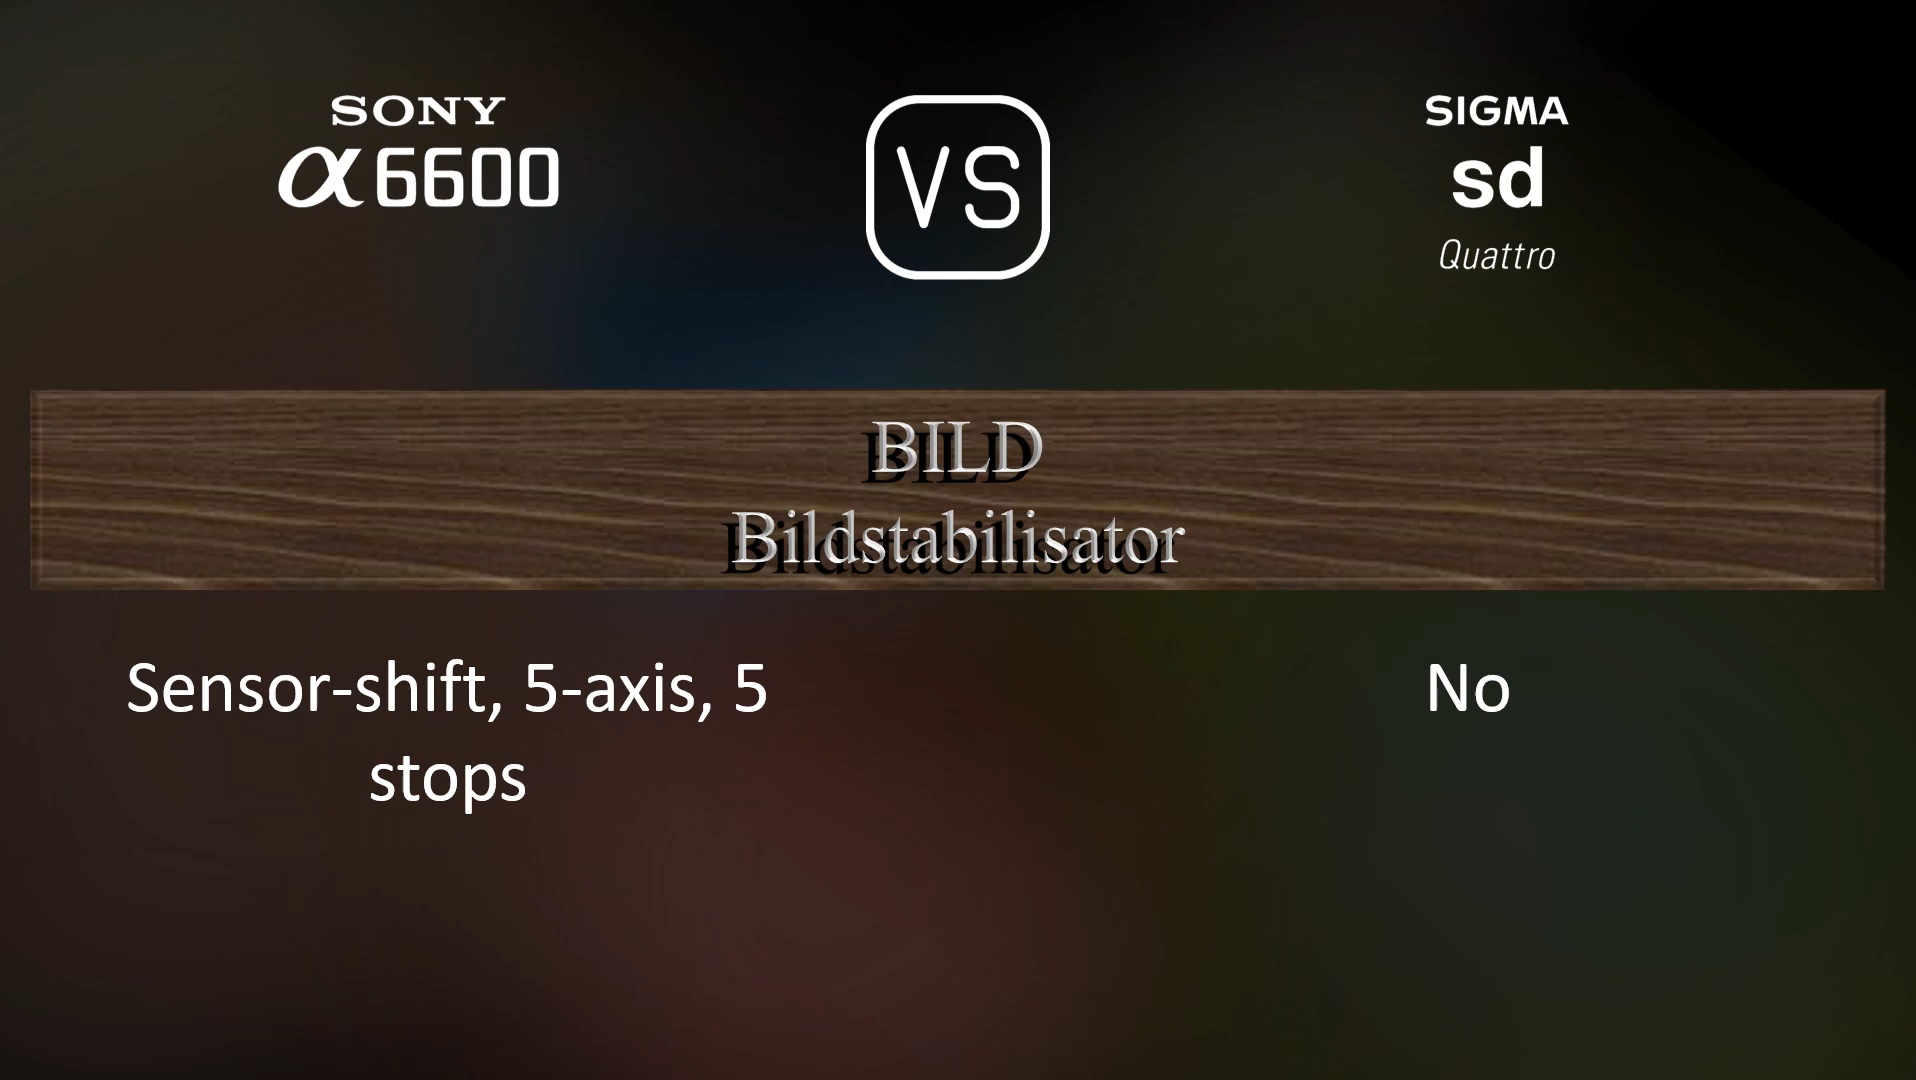 SONY
α6600
VS
SIGMA
sd
Quattro
BILD
Bildstabilisator
Sensor-shift, 5-axis, 5
stops
No